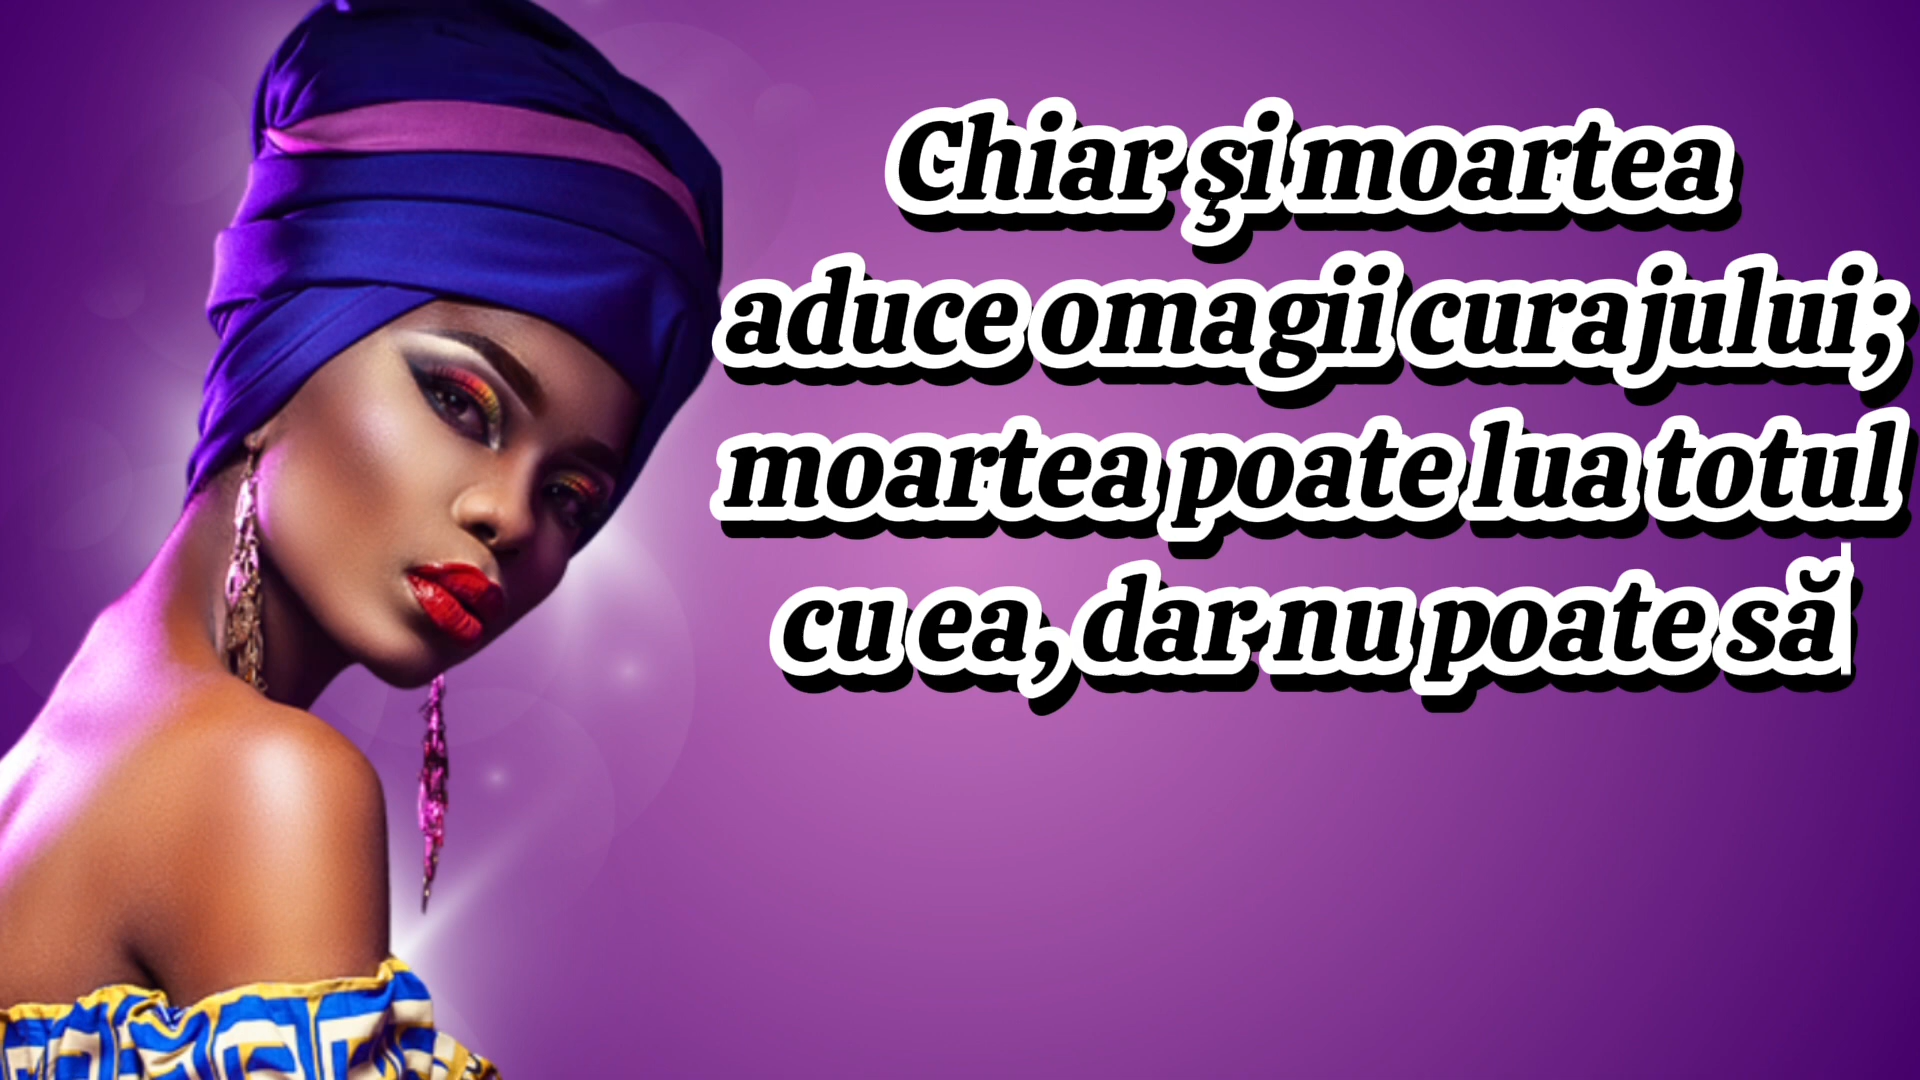 Chiar şi moartea
aduce omagii curajului;
moartea poate lua totul
cu ea, dar nu poate să